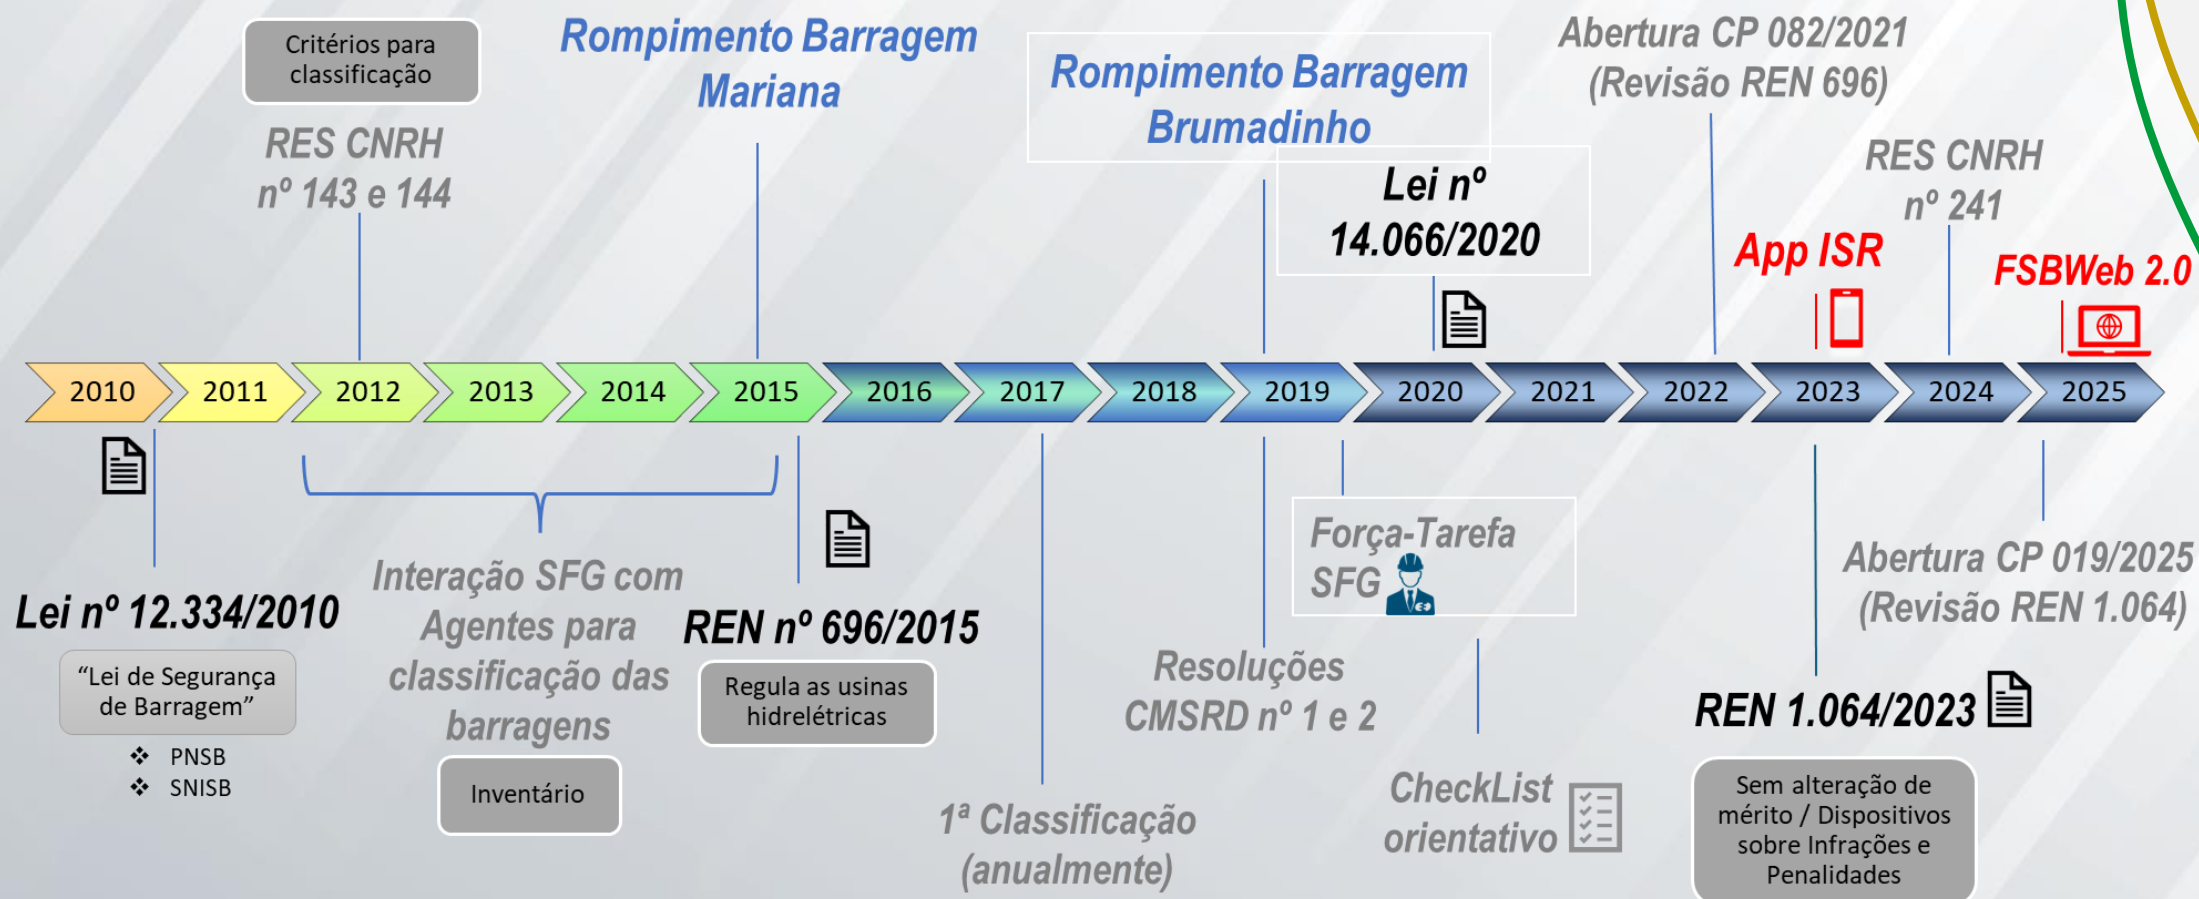 Critérios para
classificação
RES CNRH
nº 143 e 144
Rompimento Barragem
Mariana
Rompimento Barragem
Brumadinho
Lei nº
14.066/2020
Abertura CP 082/2021
(Revisão REN 696)
App ISR
RES CNRH
nº 241
FSBWeb 2.0
2010
2011
2012
2013
2014
2015
2016
2017
2018
2019
2020
2021
2022
2023
2024
2025
Lei nº 12.334/2010
“Lei de Segurança
de Barragem”
❖ PNSB
❖ SNISB
Interação SFG com
Agentes para
classificação das
barragens
Inventário
REN nº 696/2015
Regula as usinas
hidrelétricas
1ª Classificação
(anualmente)
Resoluções
CMSRD nº 1 e 2
Força-Tarefa
SFG
CheckList
orientativo
REN 1.064/2023
Sem alteração de
mérito / Dispositivos
sobre Infrações e
Penalidades
Abertura CP 019/2025
(Revisão REN 1.064)